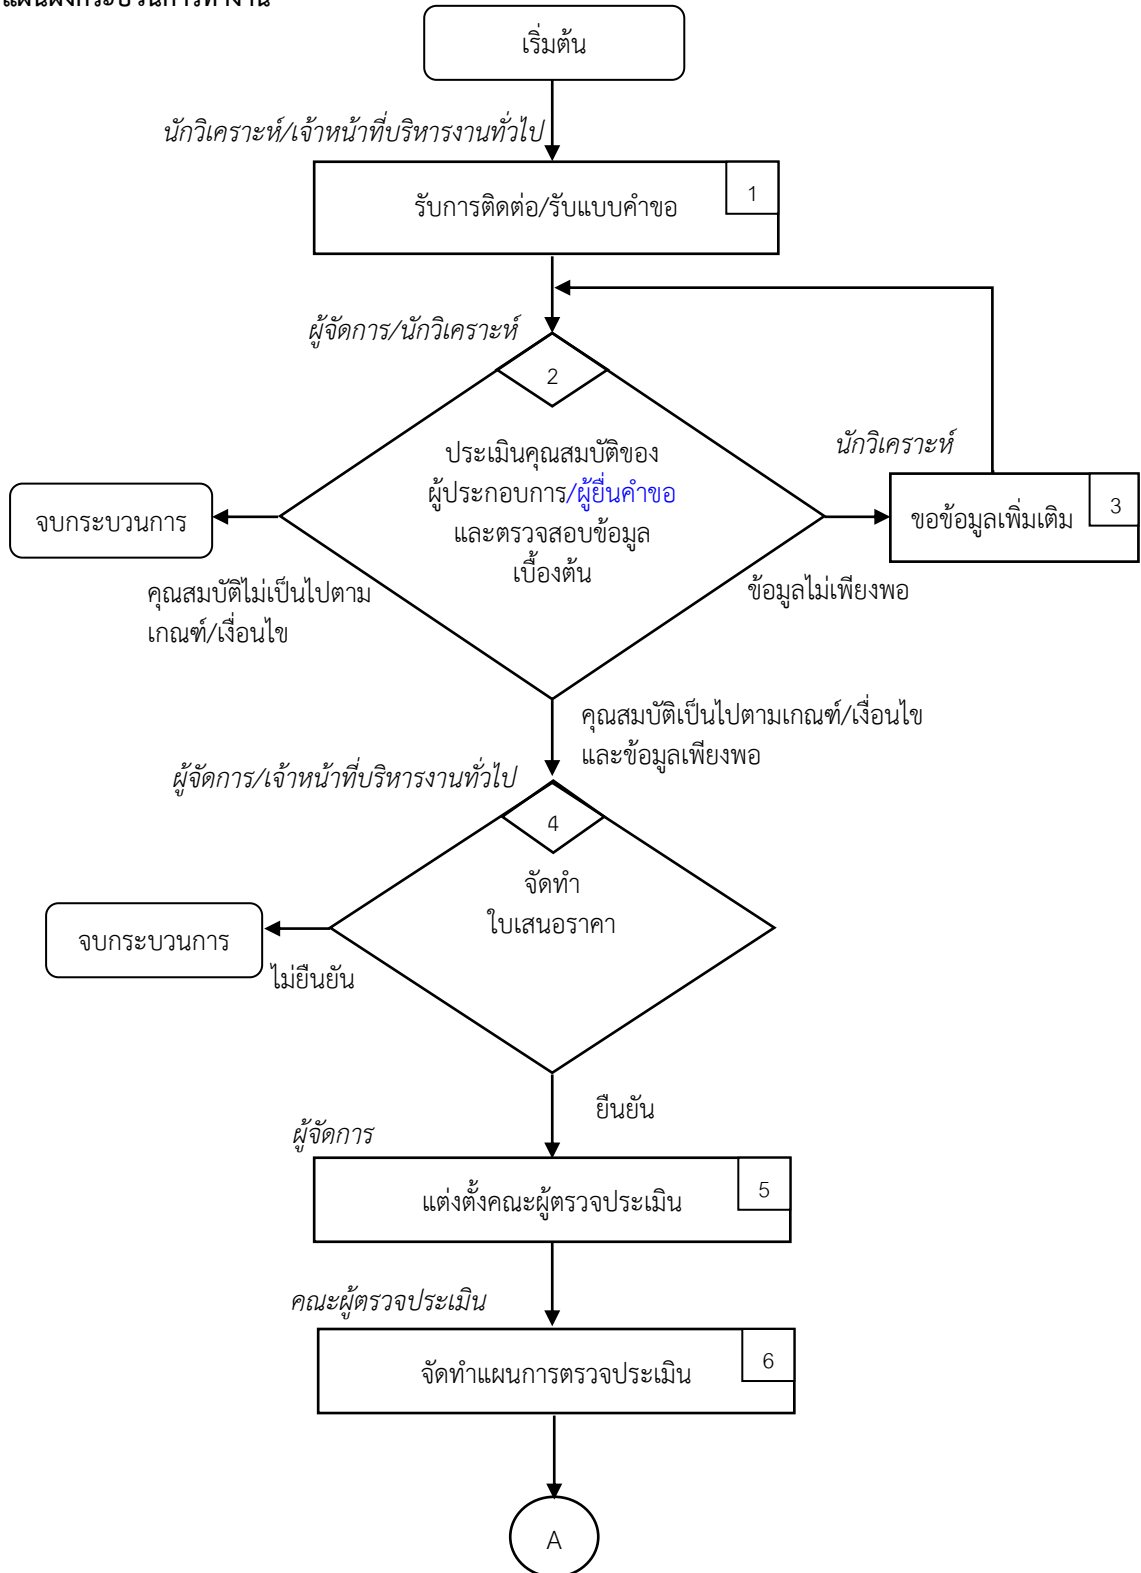 แผนผังกระบวนการทำงาน
เริ่มต้น
นักวิเคราะห์/เจ้าหน้าที่บริหารงานทั่วไป
1
รับการติดต่อ/รับแบบคำขอ
ผู้จัดการ/นักวิเคราะห์
2
ประเมินคุณสมบัติของ
ผู้ประกอบการ/ผู้ยื่นคำขอ
และตรวจสอบข้อมูล
เบื้องต้น
นักวิเคราะห์
3
ขอข้อมูลเพิ่มเติม
จบกระบวนการ
คุณสมบัติไม่เป็นไปตาม
เกณฑ์/เงื่อนไข
ข้อมูลไม่เพียงพอ
คุณสมบัติเป็นไปตามเกณฑ์/เงื่อนไข
และข้อมูลเพียงพอ
ผู้จัดการ/เจ้าหน้าที่บริหารงานทั่วไป
4
จัดทำ
ใบเสนอราคา
จบกระบวนการ
ไม่ยืนยัน
ยืนยัน
ผู้จัดการ
5
แต่งตั้งคณะผู้ตรวจประเมิน
คณะผู้ตรวจประเมิน
6
จัดทำแผนการตรวจประเมิน
A